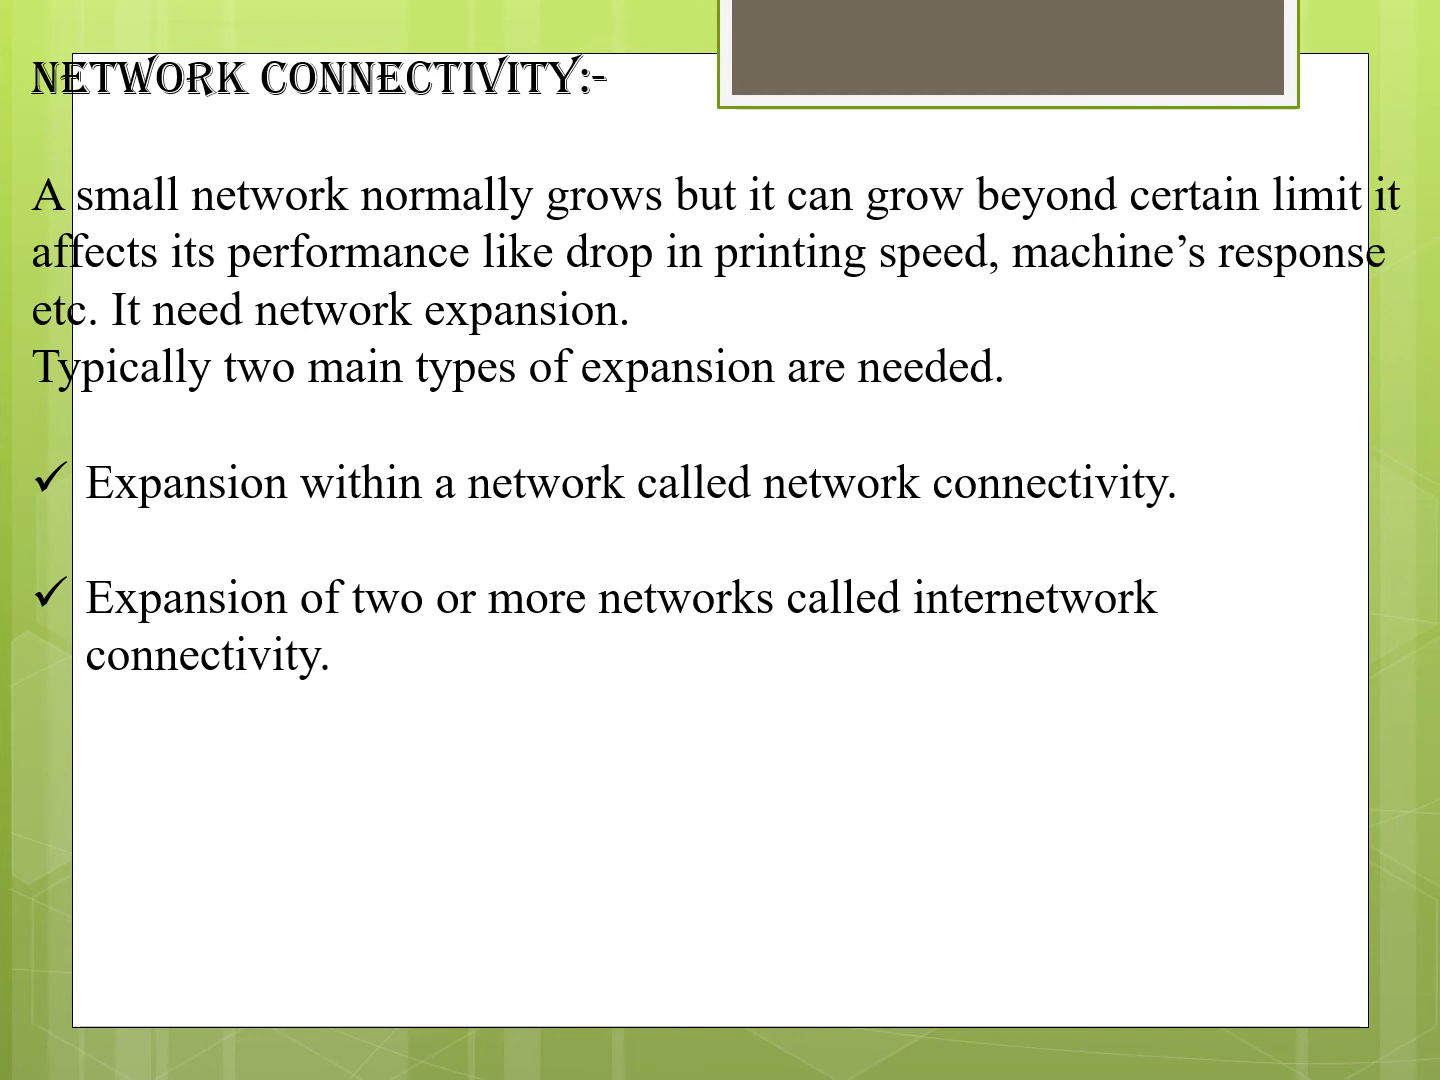 NETWORK CONNECTIVITY:-
A small network normally grows but it can grow beyond certain limit it
affects its performance like drop in printing speed, machine’s response
etc. It need network expansion.
Typically two main types of expansion are needed.
✓ Expansion within a network called network connectivity.
✓ Expansion of two or more networks called internetwork
connectivity.